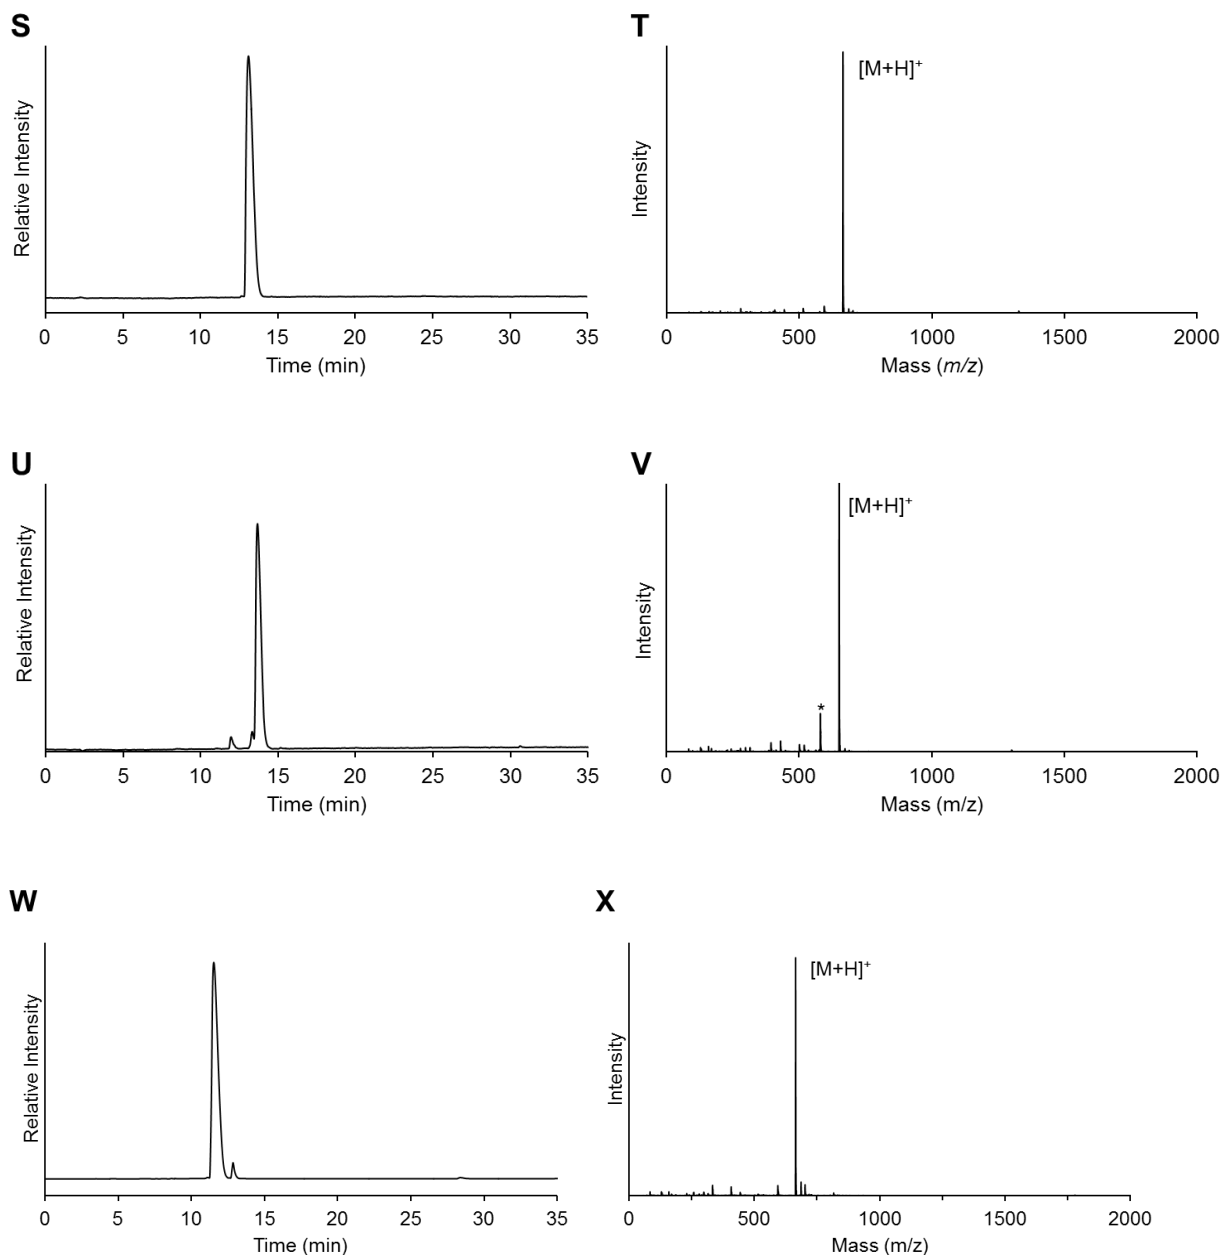 S
T
Relative Intensity
0 5 10 15 20 25 30 35
Time (min)
Intensity
[M+H]⁺
0 500 1000 1500 2000
Mass (m/z)
U
V
Relative Intensity
0 5 10 15 20 25 30 35
Time (min)
Intensity
[M+H]⁺
*
0 500 1000 1500 2000
Mass (m/z)
W
X
Relative Intensity
0 5 10 15 20 25 30 35
Time (min)
Intensity
[M+H]⁺
0 500 1000 1500 2000
Mass (m/z)